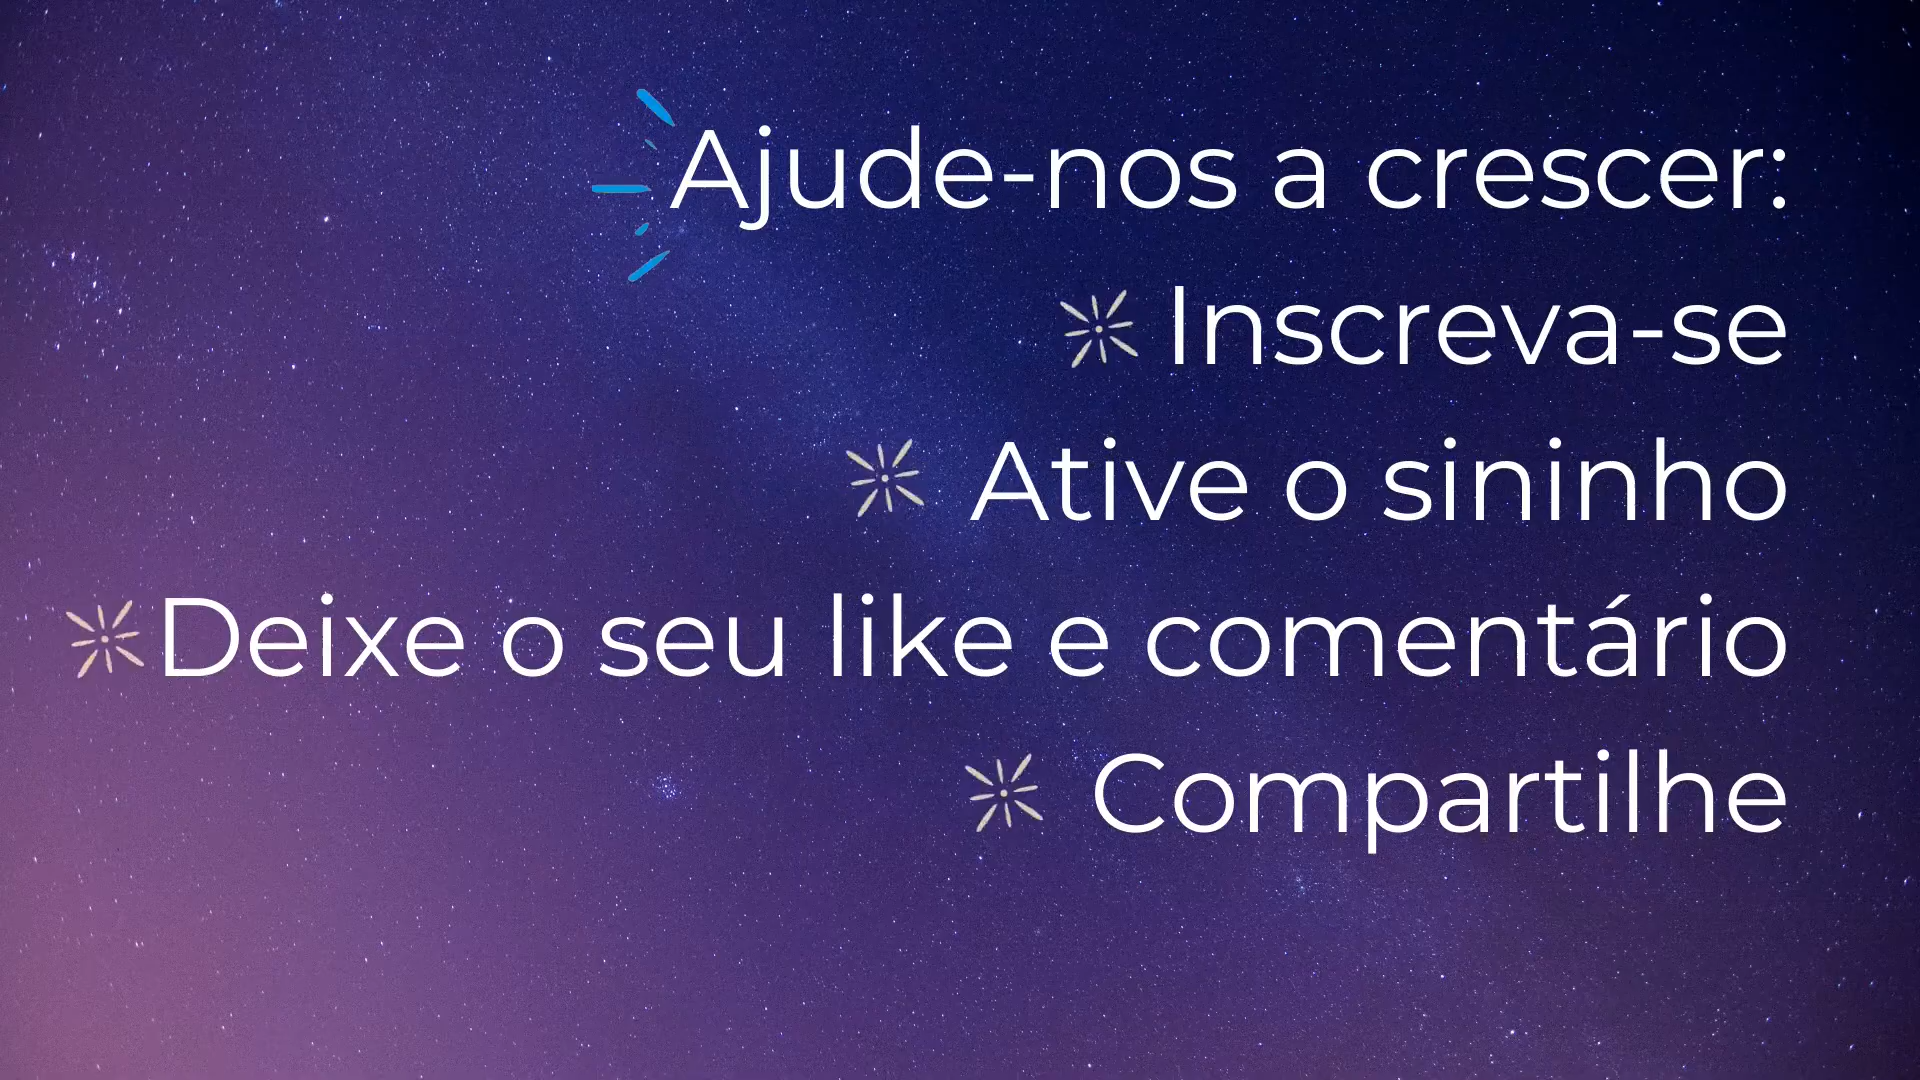 Ajude-nos a crescer:
Inscreva-se
Ative o sininho
Deixe o seu like e comentário
Compartilhe